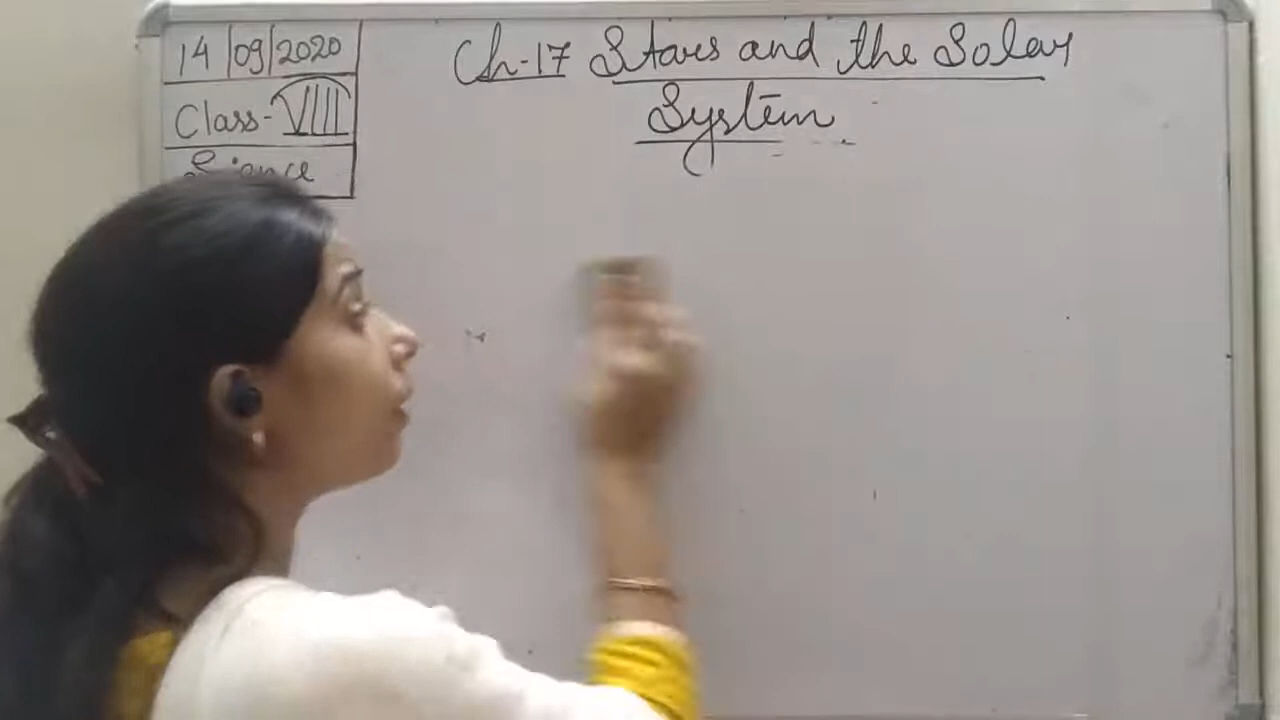 14/09/2020
Class-VIII
Science
Ch-17 Stars and the Solar
System